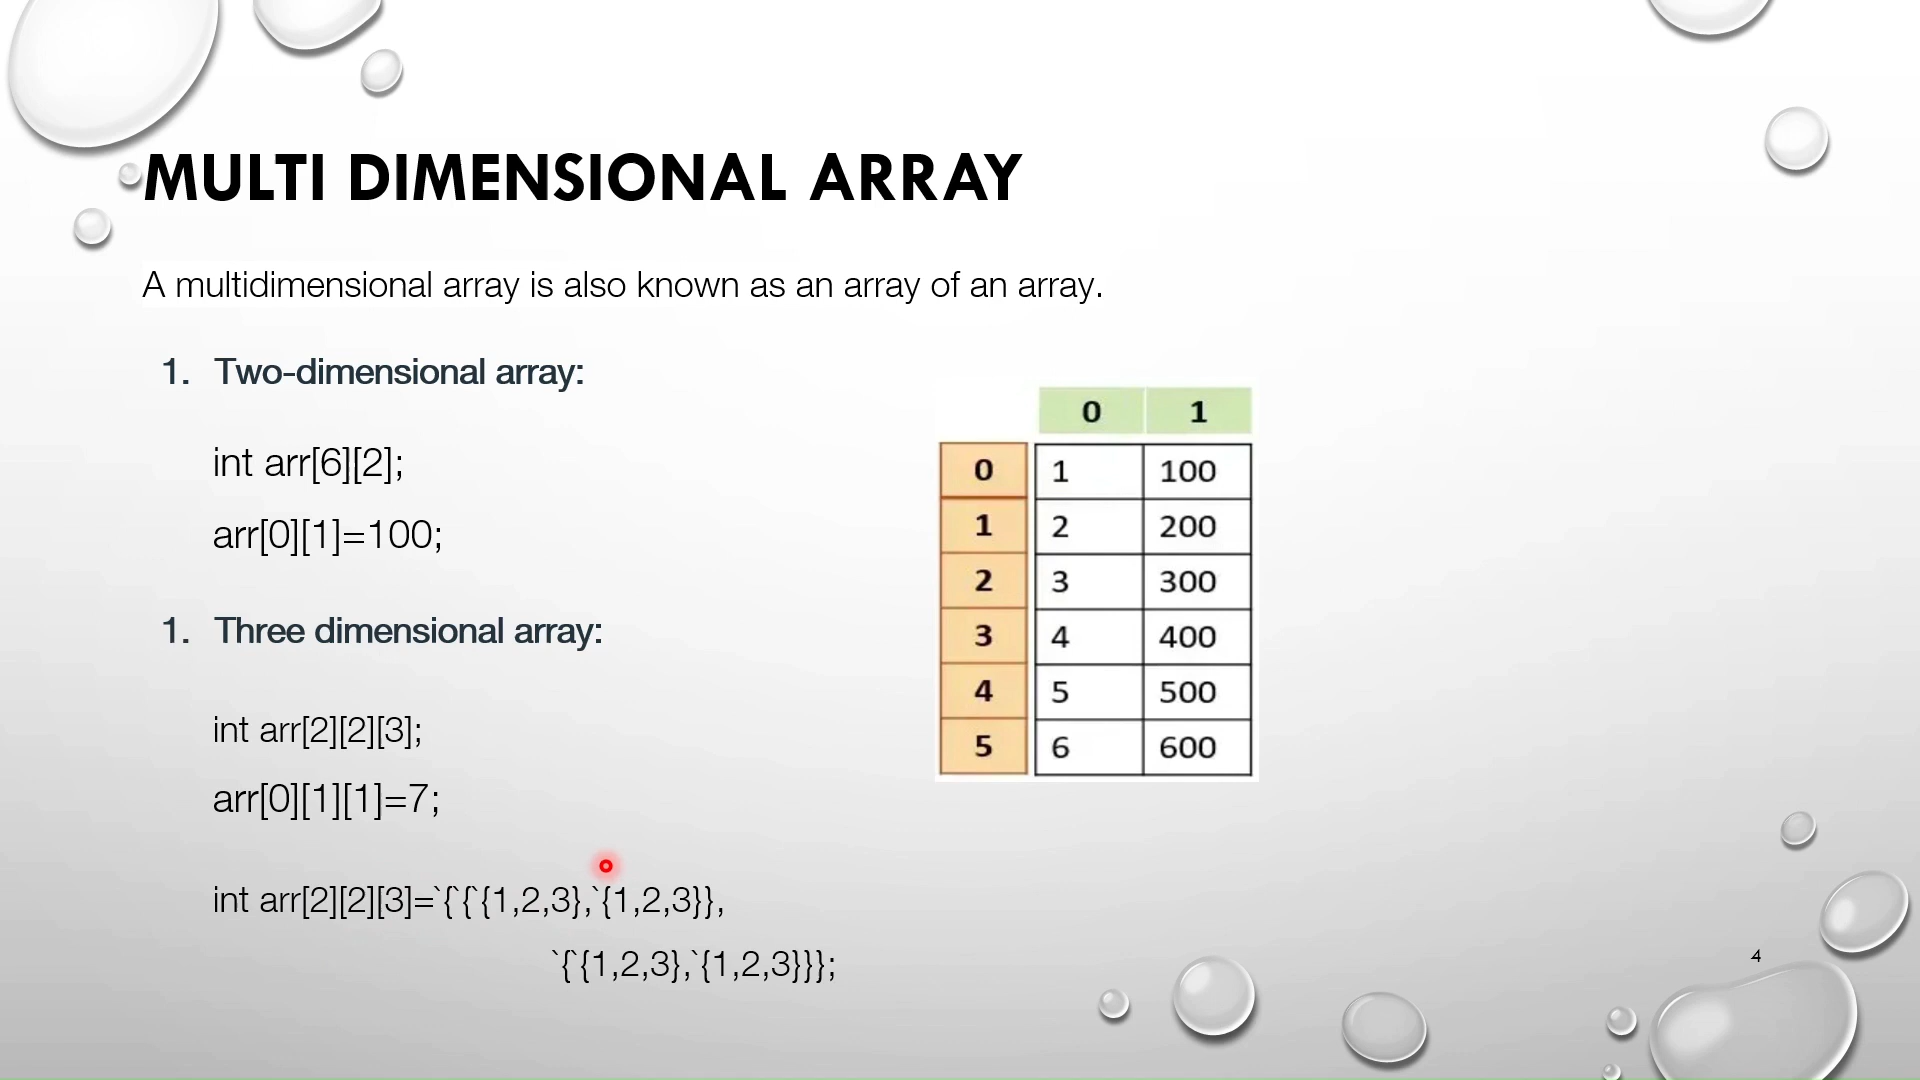 MULTI DIMENSIONAL ARRAY
A multidimensional array is also known as an array of an array.
1. Two-dimensional array:
int arr[6][2];
arr[0][1]=100;
1. Three dimensional array:
int arr[2][2][3];
arr[0][1][1]=7;
int arr[2][2][3]=`{`{`{1,2,3},`{1,2,3}},
`{`{1,2,3},`{1,2,3}}};
0 1
0 1 100
1 2 200
2 3 300
3 4 400
4 5 500
5 6 600
4